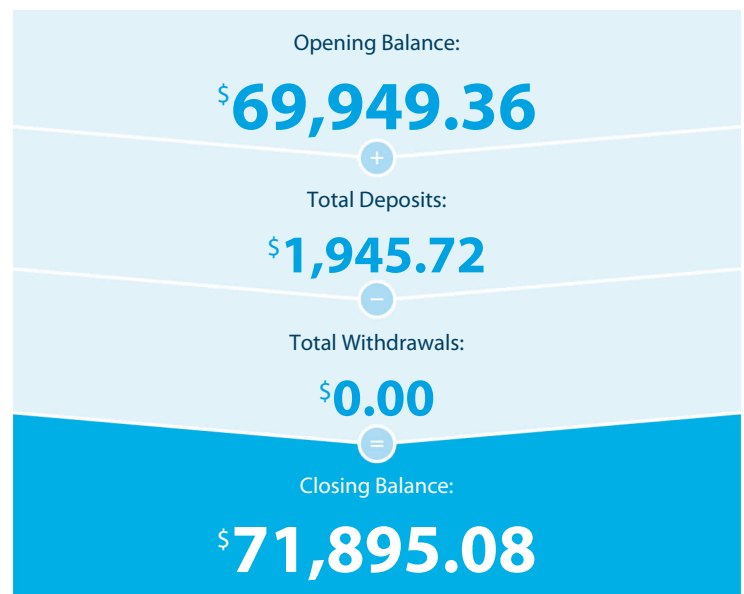 Opening Balance:
$69,949.36
+
Total Deposits:
$1,945.72
−
Total Withdrawals:
$0.00
=
Closing Balance:
$71,895.08